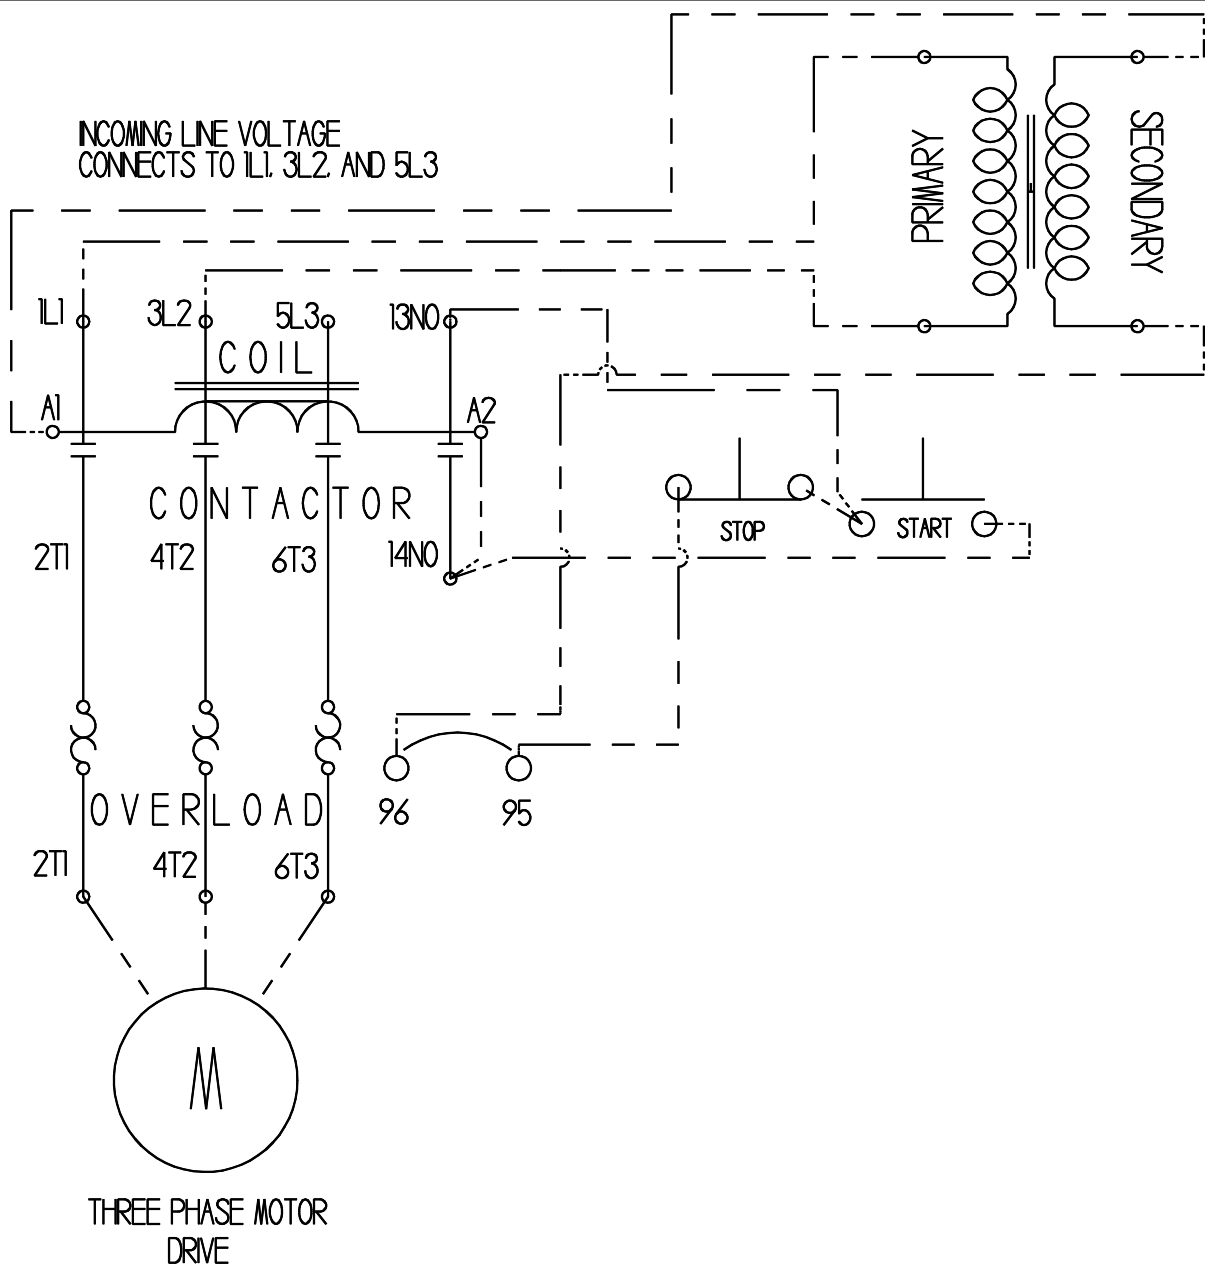 INCOMING LINE VOLTAGE
CONNECTS TO 1L1, 3L2, AND 5L3
PRIMARY
SECONDARY
1L1
3L2
5L3
13NO
COIL
A1
A2
CONTACTOR
STOP
START
2T1
4T2
6T3
14NO
OVERLOAD
96
95
2T1
4T2
6T3
M
THREE PHASE MOTOR
DRIVE